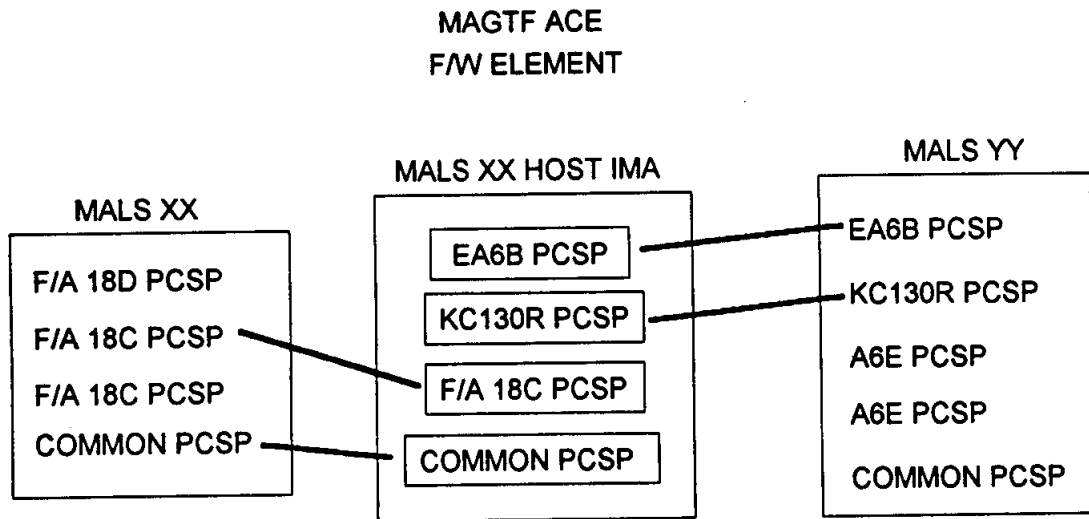 MAGTF ACE
F/W ELEMENT
MALS XX
F/A 18D PCSP
F/A 18C PCSP
F/A 18C PCSP
COMMON PCSP
MALS XX HOST IMA
EA6B PCSP
KC130R PCSP
F/A 18C PCSP
COMMON PCSP
MALS YY
EA6B PCSP
KC130R PCSP
A6E PCSP
A6E PCSP
COMMON PCSP